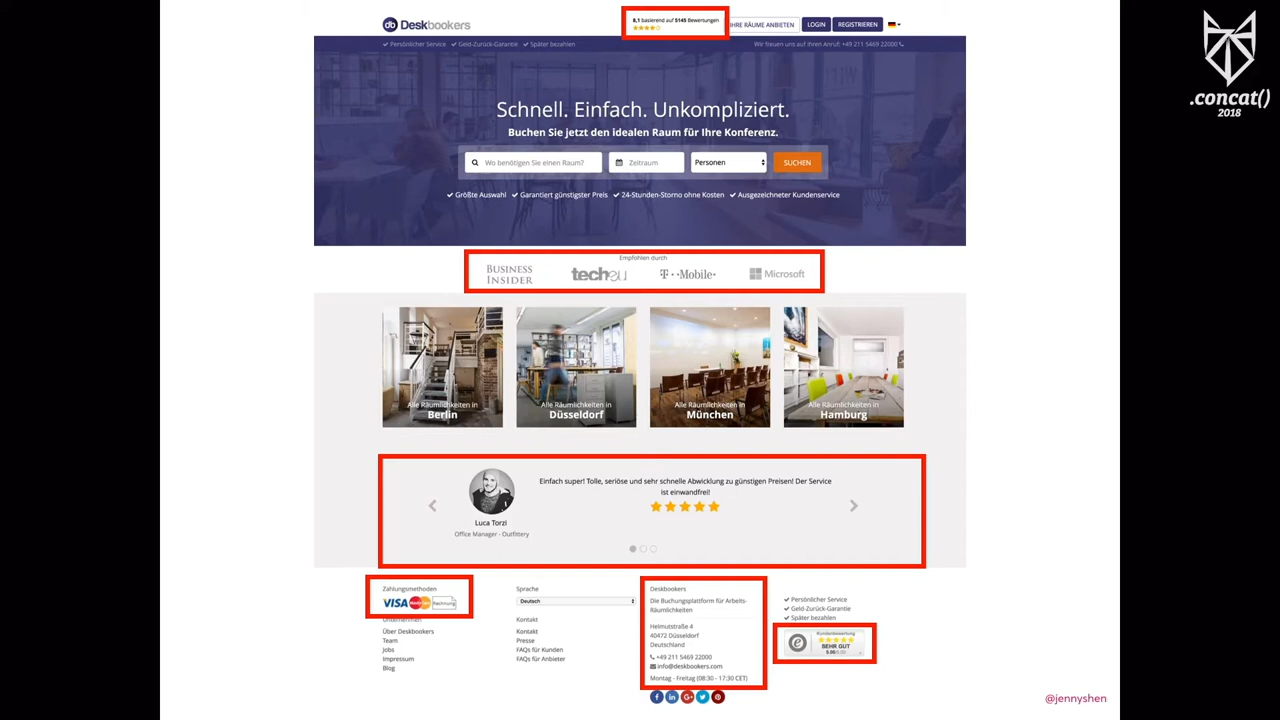 8,1 basierend auf 5145 Bewertungen
Deskbookers
IHRE RÄUME ANBIETEN
LOGIN
REGISTRIEREN
Persönlicher Service
Geld-Zurück-Garantie
Später bezahlen
Wir freuen uns auf Ihren Anruf: +49 211 5469 22000
Schnell. Einfach. Unkompliziert.
Buchen Sie jetzt den idealen Raum für Ihre Konferenz.
Wo benötigen Sie einen Raum?
Zeitraum
Personen
SUCHEN
Größte Auswahl
Garantiert günstigster Preis
24-Stunden-Storno ohne Kosten
Ausgezeichneter Kundenservice
Empfohlen durch
BUSINESS
INSIDER
techeu
T··Mobile·
Microsoft
Alle Räumlichkeiten in
Berlin
Alle Räumlichkeiten in
Düsseldorf
Alle Räumlichkeiten in
München
Alle Räumlichkeiten in
Hamburg
Einfach super! Tolle, seriöse und sehr schnelle Abwicklung zu günstigen Preisen! Der Service
ist einwandfrei!
Luca Torzi
Office Manager - Outfittery
Zahlungsmethoden
VISA
MasterCard
Rechnung
Unternehmen
Über Deskbookers
Team
Jobs
Impressum
Blog
Sprache
Deutsch
Kontakt
Kontakt
Presse
FAQs für Kunden
FAQs für Anbieter
Deskbookers
Die Buchungsplattform für Arbeits-
Räumlichkeiten
Helmutstraße 4
40472 Düsseldorf
Deutschland
+49 211 5469 22000
info@deskbookers.com
Montag - Freitag (08:30 - 17:30 CET)
Persönlicher Service
Geld-Zurück-Garantie
Später bezahlen
Kundenbewertung
SEHR GUT
5.00/5.00
.concat()
2018
@jennyshen